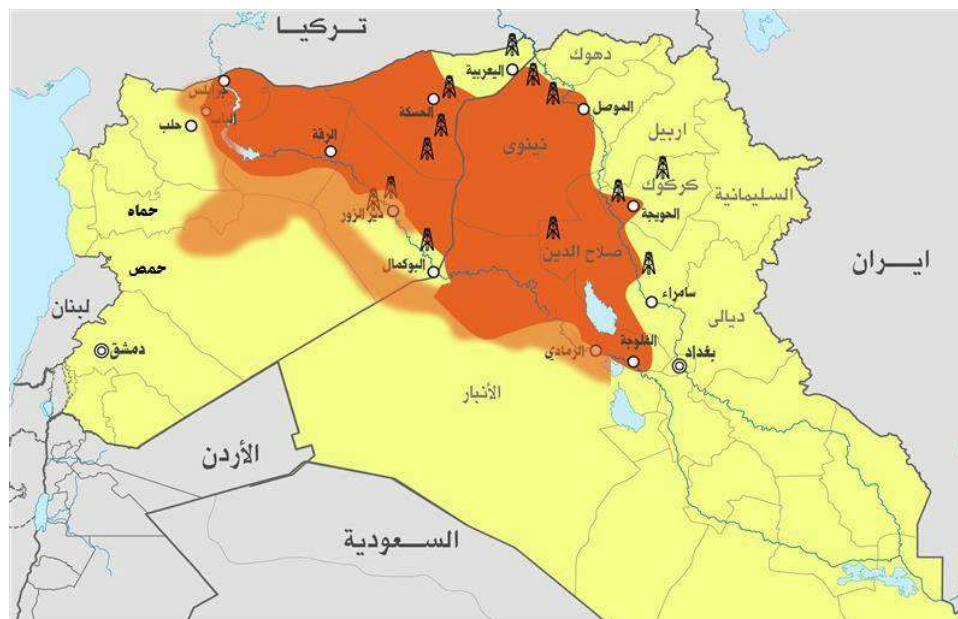 تركيا
دهوك
اليعربية
جرابلس
الباب
الحسكة
الموصل
حلب
الرقة
نينوى
اربيل
كركوك
السليمانية
حماه
دير الزور
الحويجة
صلاح الدين
ايران
حمص
البوكمال
سامراء
لبنان
ديالى
دمشق
الرمادي
الفلوجة
بغداد
الأنبار
الأردن
السعودية